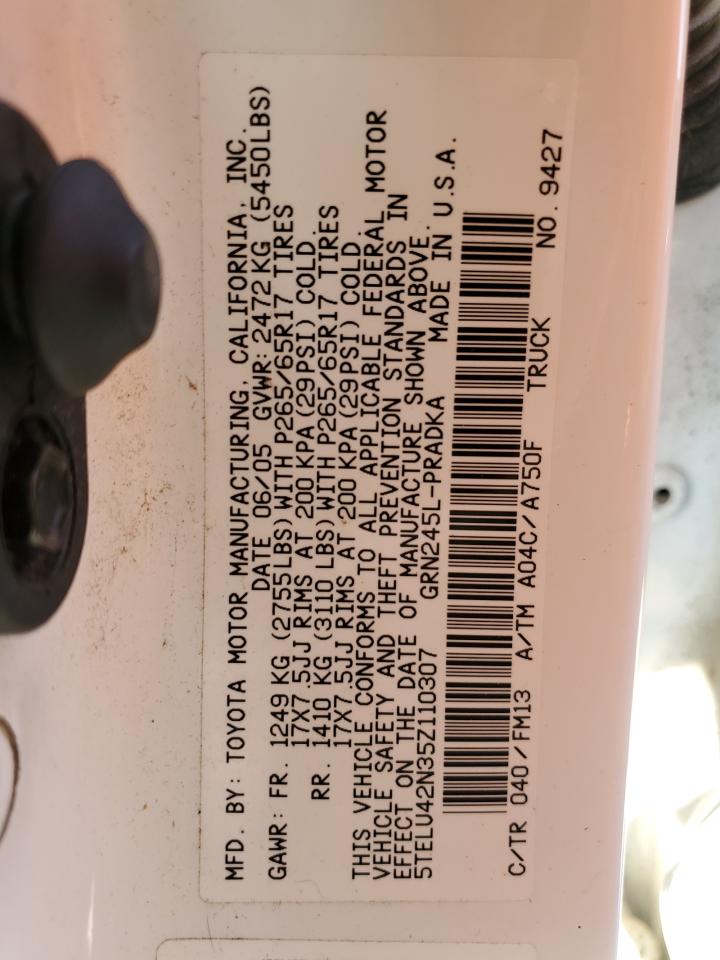 MFD. BY: TOYOTA MOTOR MANUFACTURING, CALIFORNIA, INC.
DATE 06/05 GVWR: 2472 KG (5450LBS)
GAWR: FR. 1249 KG (2755LBS) WITH P265/65R17 TIRES
17X7.5JJ RIMS AT 200 KPA (29PSI) COLD.
RR. 1410 KG (3110 LBS) WITH P265/65R17 TIRES
17X7.5JJ RIMS AT 200 KPA (29PSI) COLD.
THIS VEHICLE CONFORMS TO ALL APPLICABLE FEDERAL MOTOR
VEHICLE SAFETY AND THEFT PREVENTION STANDARDS IN
EFFECT ON THE DATE OF MANUFACTURE SHOWN ABOVE.
5TELU42N35Z110307 GRN245L-PRADKA MADE IN U.S.A.
C/TR 040/FM13 A/TM A04C/A750F TRUCK NO. 9427